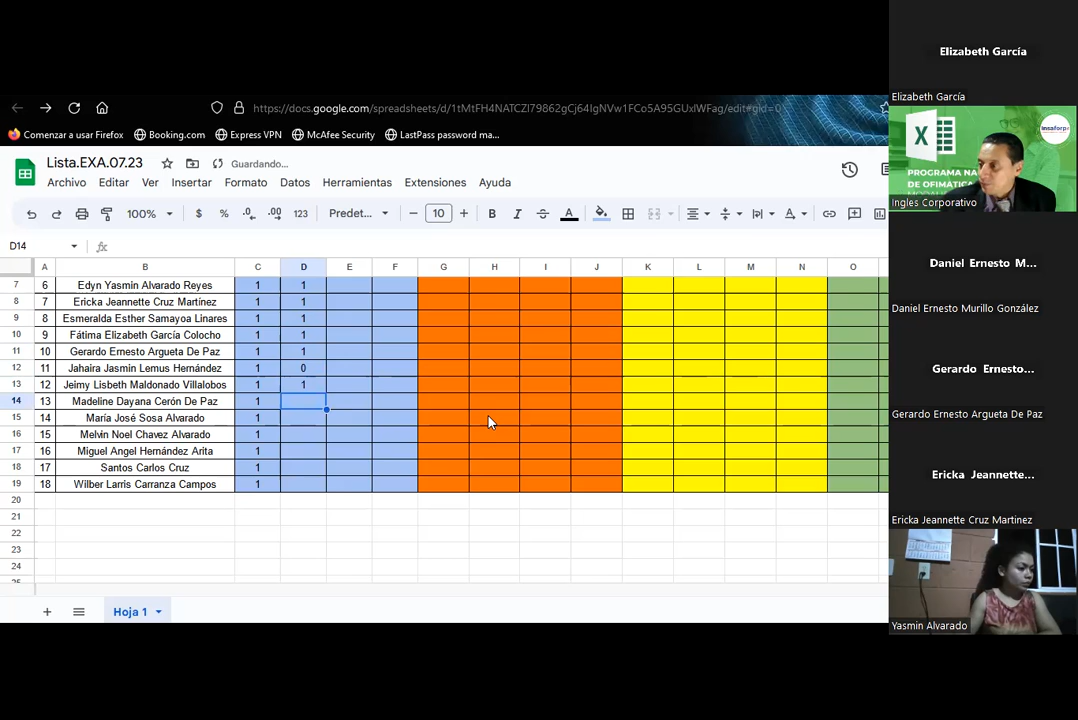 https://docs.google.com/spreadsheets/d/1tMtFH4NATCZl79862gCj64IgNVw1FCo5A95GUxlWFag/edit#gid=0
Comenzar a usar Firefox Booking.com Express VPN McAfee Security LastPass password ma...
Lista.EXA.07.23 Guardando...
Archivo Editar Ver Insertar Formato Datos Herramientas Extensiones Ayuda
100% $ % .0 .00 123 Predet... − 10 + B I A
D14 fx
A B C D E F G H I J K L M N O
7 6 Edyn Yasmin Alvarado Reyes 1 1
8 7 Ericka Jeannette Cruz Martínez 1 1
9 8 Esmeralda Esther Samayoa Linares 1 1
10 9 Fátima Elizabeth García Colocho 1 1
11 10 Gerardo Ernesto Argueta De Paz 1 1
12 11 Jahaira Jasmin Lemus Hernández 1 0
13 12 Jeimy Lisbeth Maldonado Villalobos 1 1
14 13 Madeline Dayana Cerón De Paz 1
15 14 María José Sosa Alvarado 1
16 15 Melvin Noel Chavez Alvarado 1
17 16 Miguel Angel Hernández Arita 1
18 17 Santos Carlos Cruz 1
19 18 Wilber Larris Carranza Campos 1
20
21
22
23
24
25
+ Hoja 1
Elizabeth García
Elizabeth García
X
insaforp
PROGRAMA NA
DE OFIMÁTICA
Ingles Corporativo
Daniel Ernesto M...
Daniel Ernesto Murillo González
Gerardo Ernesto...
Gerardo Ernesto Argueta De Paz
Ericka Jeannette...
Ericka Jeannette Cruz Martinez
Yasmin Alvarado